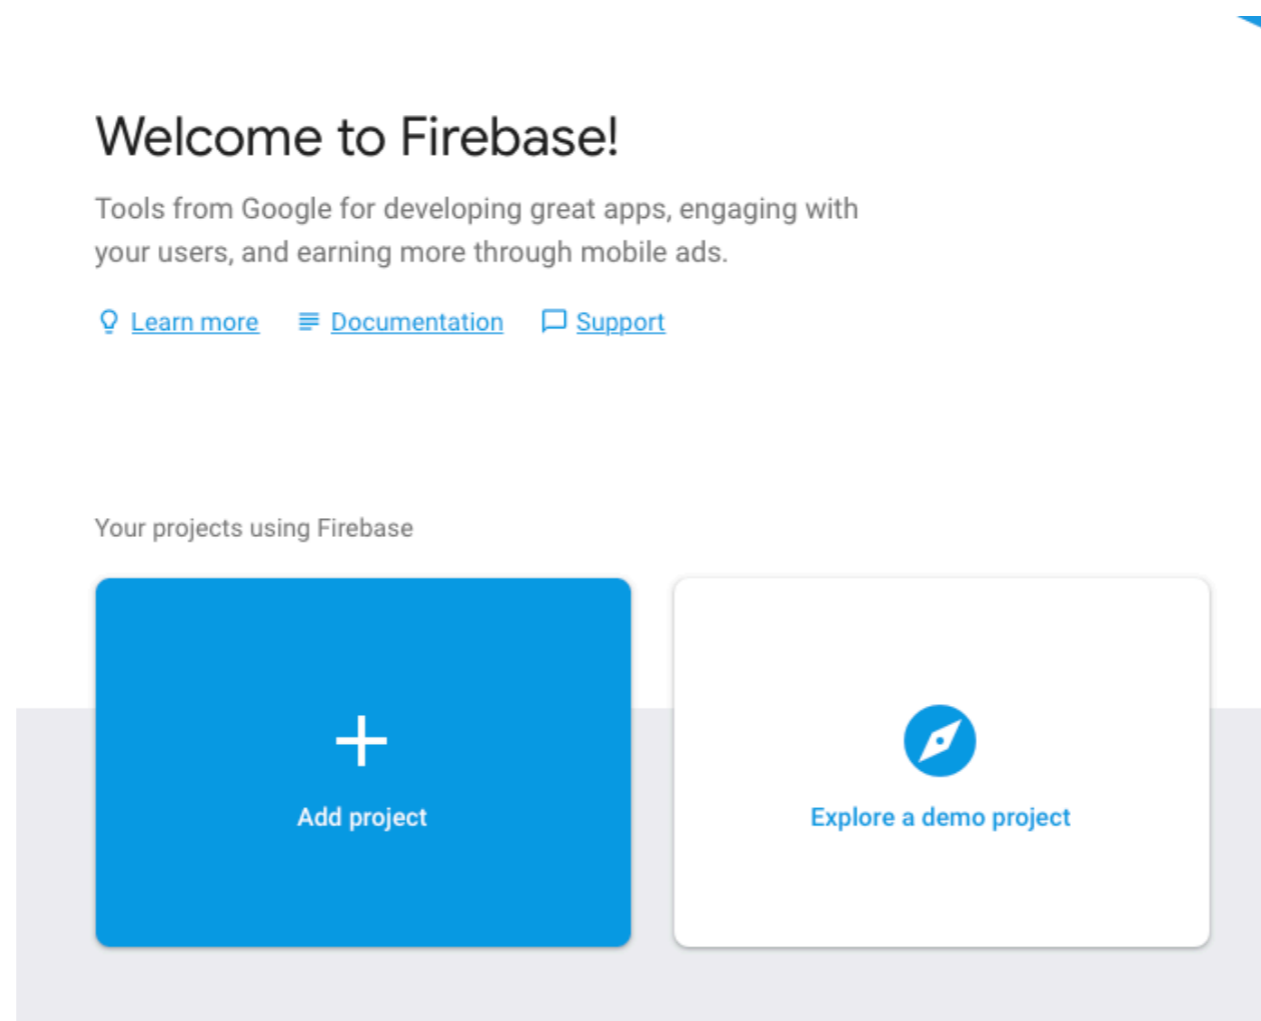 Welcome to Firebase!
Tools from Google for developing great apps, engaging with
your users, and earning more through mobile ads.
Learn more Documentation Support
Your projects using Firebase
Add project
Explore a demo project